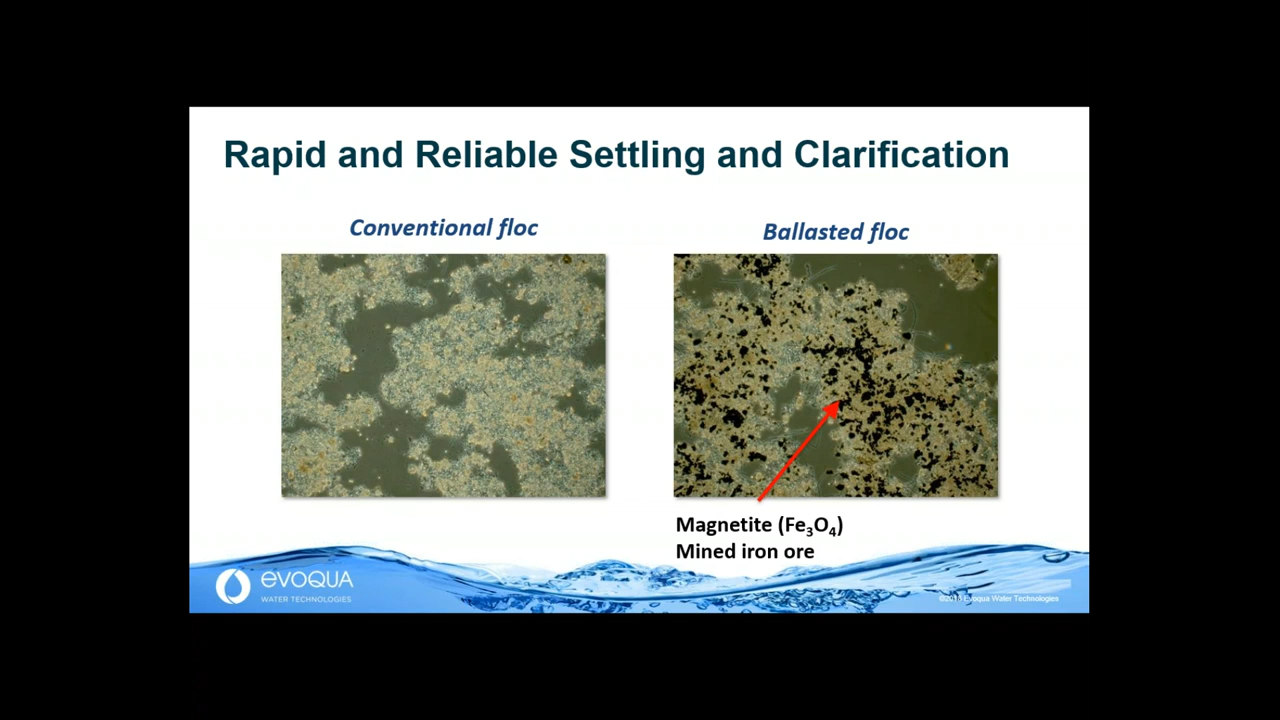 Rapid and Reliable Settling and Clarification
Conventional floc
Ballasted floc
Magnetite (Fe₃O₄)
Mined iron ore
evoqua
WATER TECHNOLOGIES
Evoqua Water Technologies